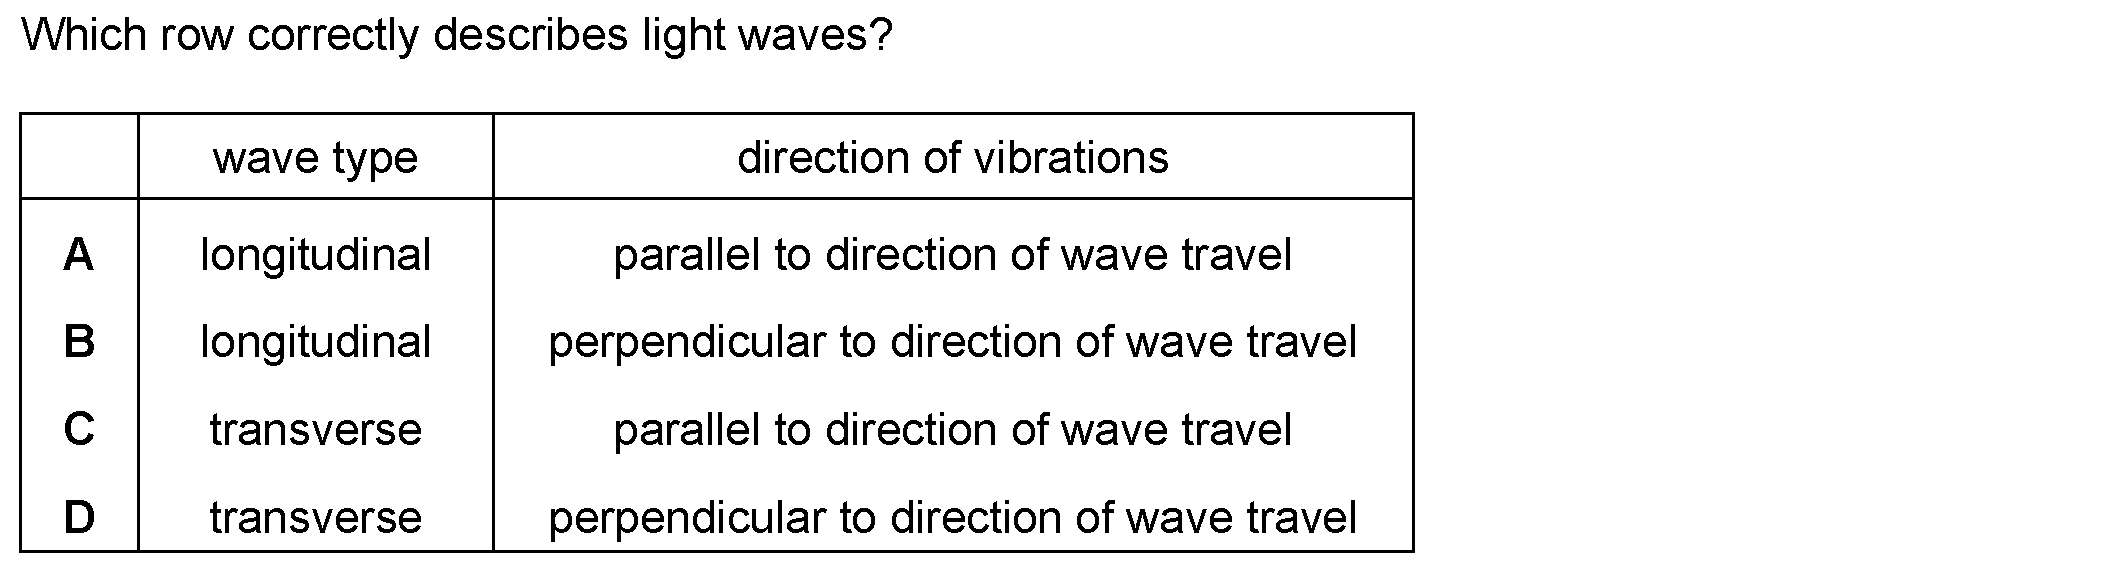 Which row correctly describes light waves?
wave type direction of vibrations
A longitudinal parallel to direction of wave travel
B longitudinal perpendicular to direction of wave travel
C transverse parallel to direction of wave travel
D transverse perpendicular to direction of wave travel